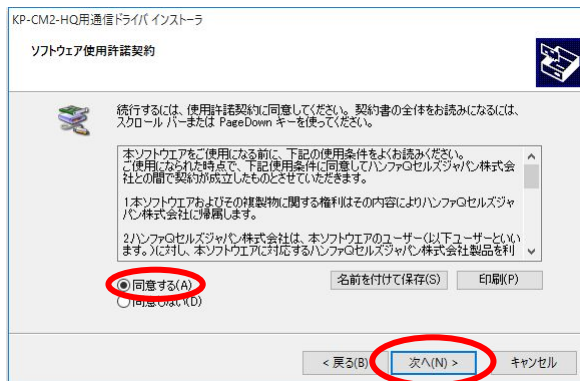 KP-CM2-HQ用通信ドライバ インストーラ
ソフトウェア使用許諾契約
続行するには、使用許諾契約に同意してください。契約書の全体をお読みになるには、
スクロール バーまたは PageDown キーを使ってください。
本ソフトウエアをご使用になる前に、下記の使用条件をよくお読みください。
ご使用になられた時点で、下記使用条件に同意してハンファQセルズジャパン株式会
社との間で契約が成立したものとさせていただきます。
1.本ソフトウエアおよびその複製物に関する権利はその内容によりハンファQセルズジャ
パン株式会社に帰属します。
2.ハンファQセルズジャパン株式会社は、本ソフトウエアのユーザー(以下ユーザーといい
ます。)に対し、本ソフトウエアに対応するハンファQセルズジャパン株式会社製品を利
同意する(A)
名前を付けて保存(S)
印刷(P)
同意しない(D)
< 戻る(B)
次へ(N) >
キャンセル